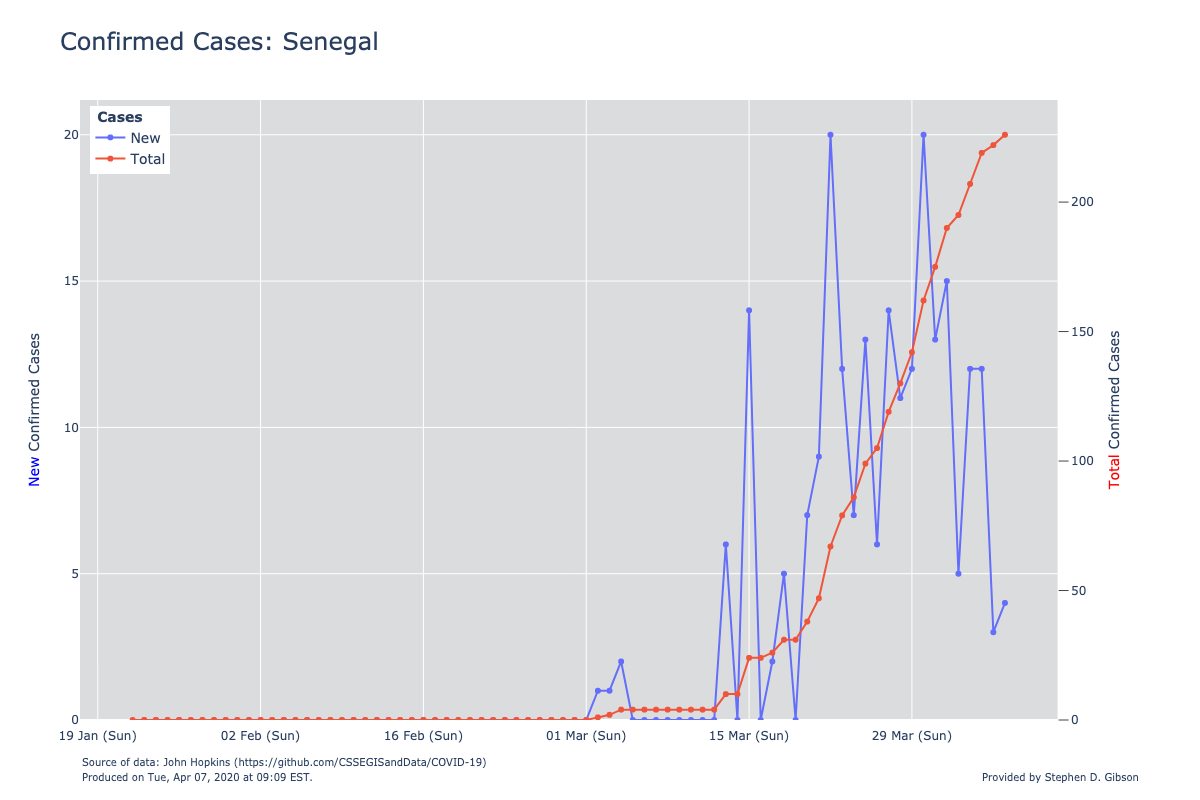 Confirmed Cases: Senegal
Cases
New
Total
20
15
10
5
0
200
150
100
50
0
New Confirmed Cases
Total Confirmed Cases
19 Jan (Sun)
02 Feb (Sun)
16 Feb (Sun)
01 Mar (Sun)
15 Mar (Sun)
29 Mar (Sun)
Source of data: John Hopkins (https://github.com/CSSEGISandData/COVID-19)
Produced on Tue, Apr 07, 2020 at 09:09 EST.
Provided by Stephen D. Gibson